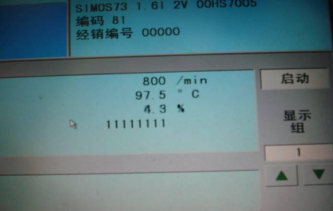 SIMOS73 1.6l 2V 00HS7005
编码 81
经销编号 00000
800 /min
97.5 ° C
4.3 %
11111111
启动
显示
组
1